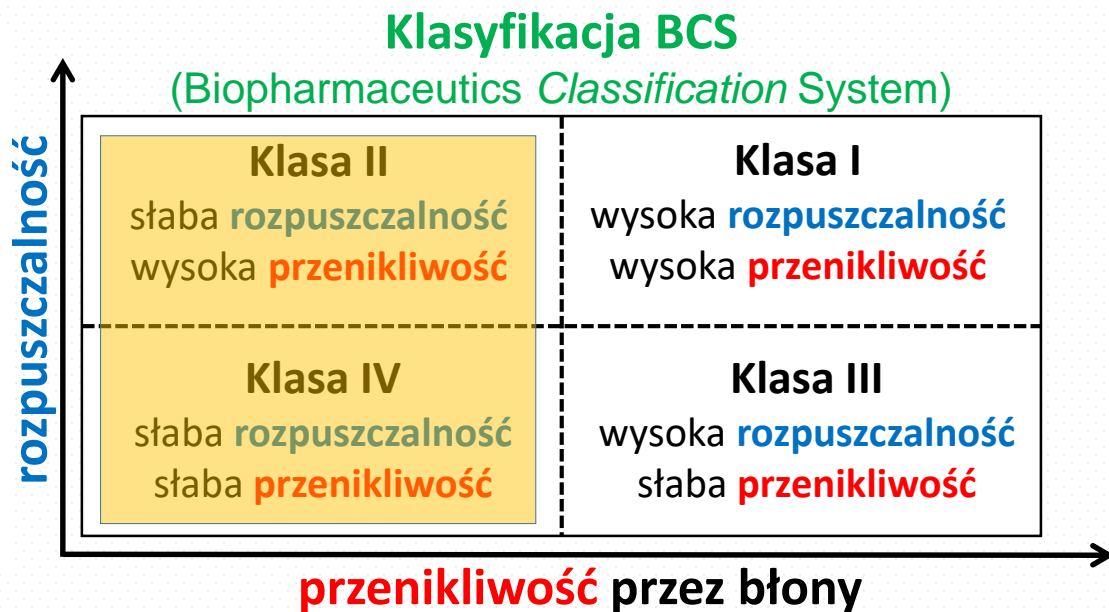 Klasyfikacja BCS
(Biopharmaceutics Classification System)
rozpuszczalność
Klasa II
słaba rozpuszczalność
wysoka przenikliwość
Klasa I
wysoka rozpuszczalność
wysoka przenikliwość
Klasa IV
słaba rozpuszczalność
słaba przenikliwość
Klasa III
wysoka rozpuszczalność
słaba przenikliwość
przenikliwość przez błony